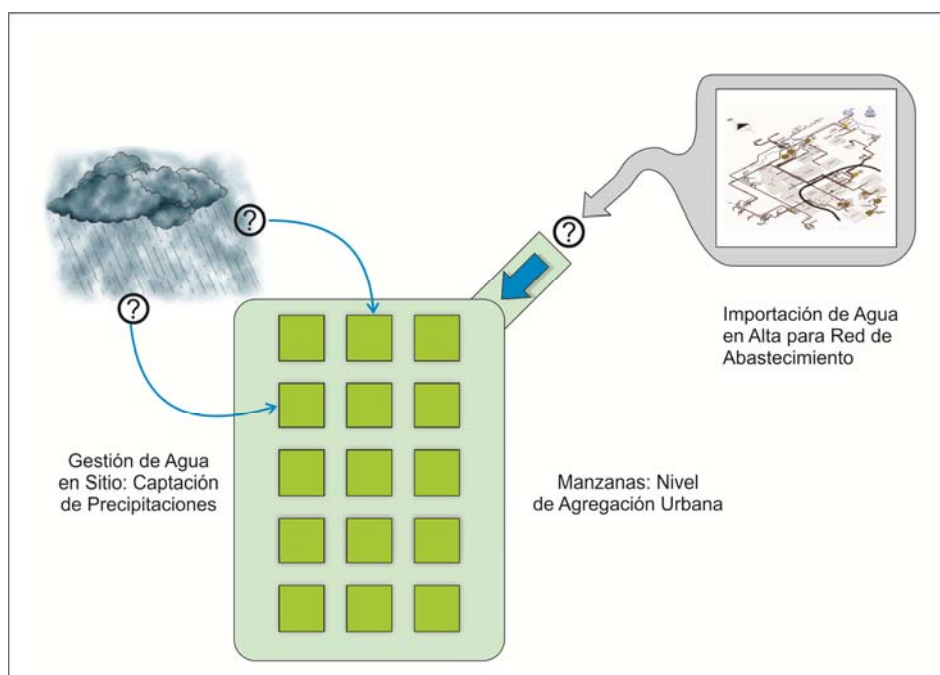 ?
?
?
Importación de Agua
en Alta para Red de
Abastecimiento
Gestión de Agua
en Sitio: Captación
de Precipitaciones
Manzanas: Nivel
de Agregación Urbana